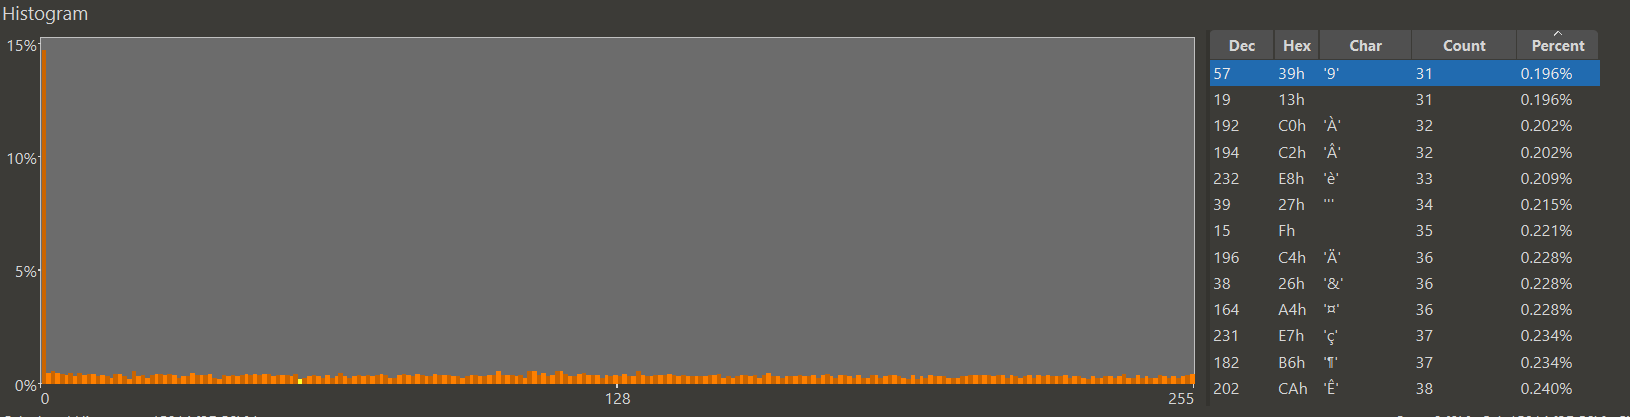 Histogram
15%
10%
5%
0%
0 128 255
Dec Hex Char Count Percent
57 39h '9' 31 0.196%
19 13h 31 0.196%
192 C0h 'À' 32 0.202%
194 C2h 'Â' 32 0.202%
232 E8h 'è' 33 0.209%
39 27h ''' 34 0.215%
15 Fh 35 0.221%
196 C4h 'Ä' 36 0.228%
38 26h '&' 36 0.228%
164 A4h '¤' 36 0.228%
231 E7h 'ç' 37 0.234%
182 B6h '¶' 37 0.234%
202 CAh 'Ê' 38 0.240%